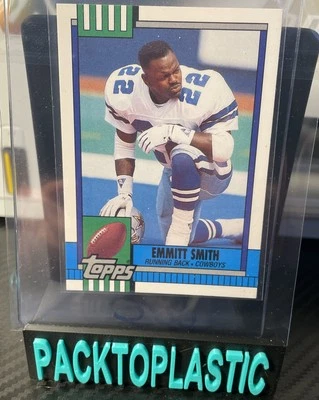 22
22
EMMITT SMITH
RUNNING BACK • COWBOYS
Topps
PACKTOPLASTIC